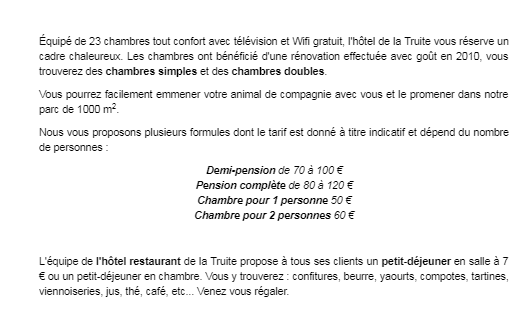 Équipé de 23 chambres tout confort avec télévision et Wifi gratuit, l'hôtel de la Truite vous réserve un
cadre chaleureux. Les chambres ont bénéficié d'une rénovation effectuée avec goût en 2010, vous
trouverez des chambres simples et des chambres doubles.
Vous pourrez facilement emmener votre animal de compagnie avec vous et le promener dans notre
parc de 1000 m².
Nous vous proposons plusieurs formules dont le tarif est donné à titre indicatif et dépend du nombre
de personnes :
Demi-pension de 70 à 100 €
Pension complète de 80 à 120 €
Chambre pour 1 personne 50 €
Chambre pour 2 personnes 60 €
L'équipe de l'hôtel restaurant de la Truite propose à tous ses clients un petit-déjeuner en salle à 7
€ ou un petit-déjeuner en chambre. Vous y trouverez : confitures, beurre, yaourts, compotes, tartines,
viennoiseries, jus, thé, café, etc... Venez vous régaler.